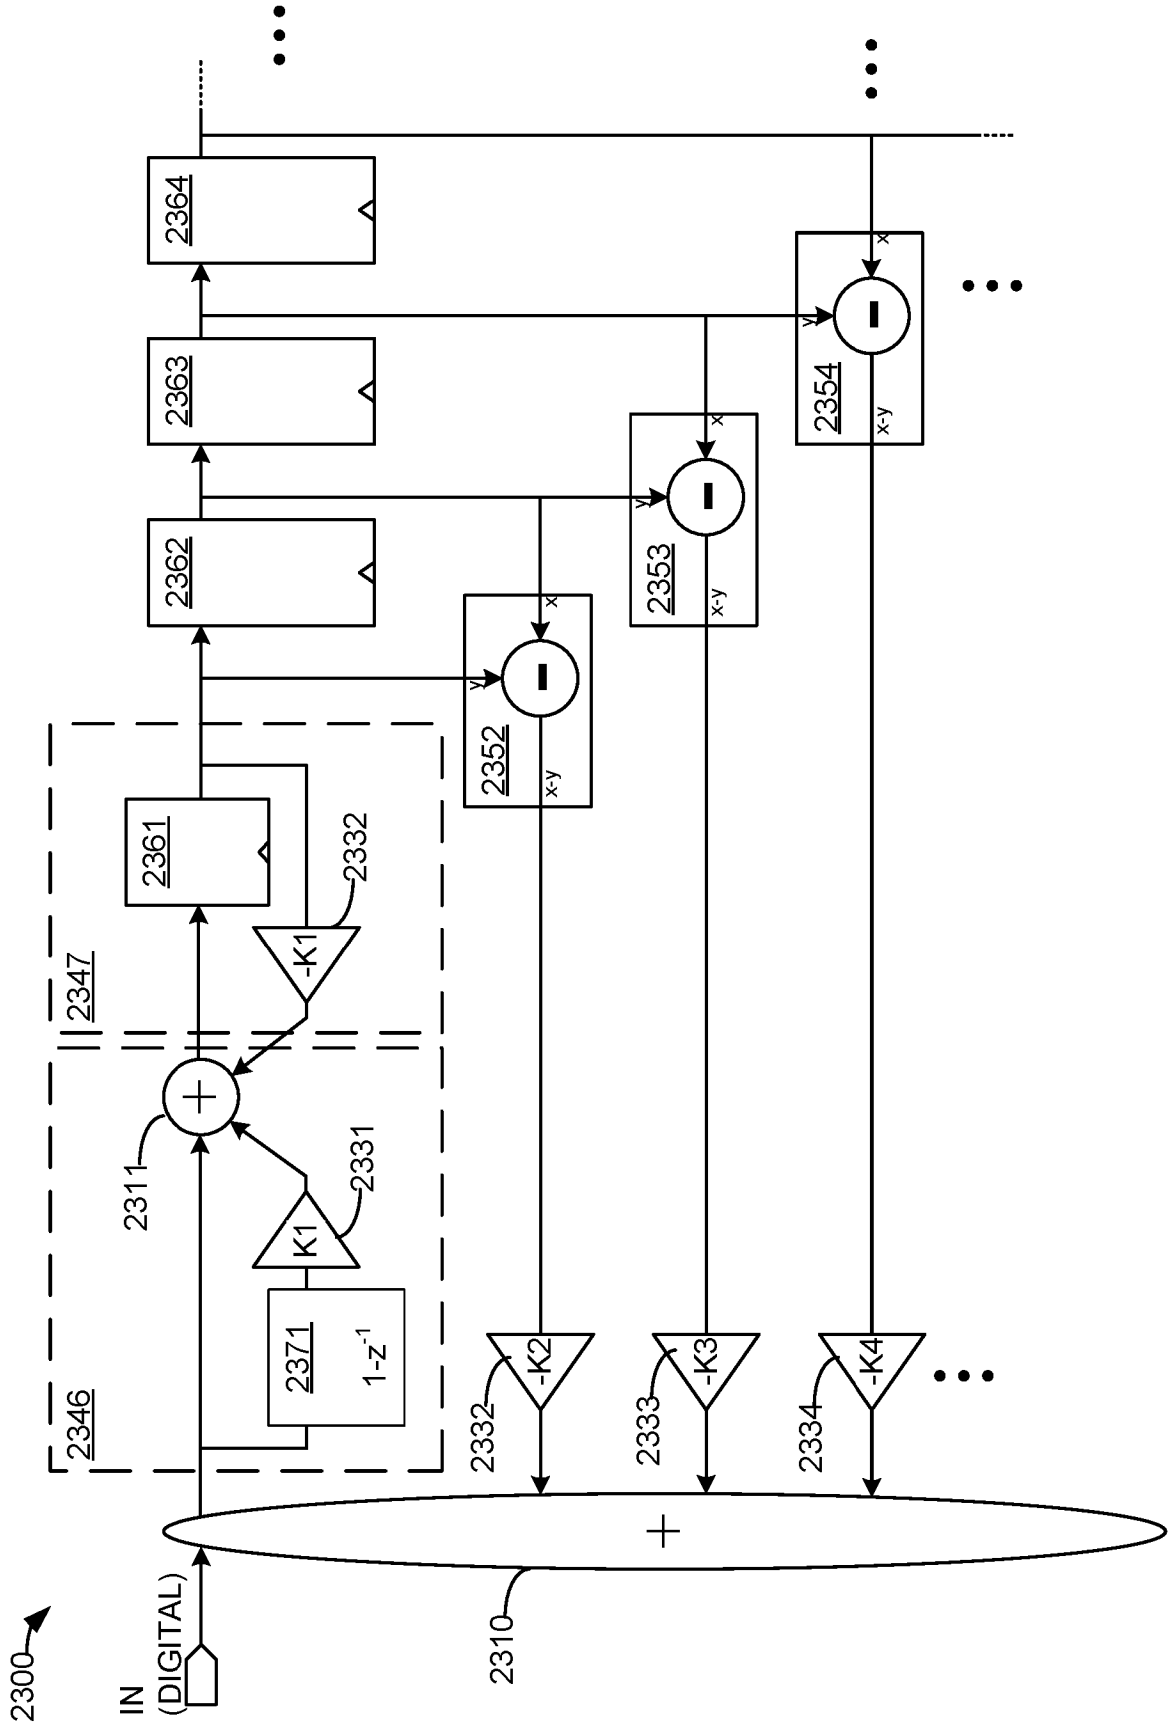 2300
IN
(DIGITAL)
2310
+
2346
2371
1-z⁻¹
K1
2331
2311
+
2347
2361
-K1
2332
2362
2363
2364
y
x
2352
x-y
y
x
2353
x-y
y
x
2354
x-y
-K2
2332
-K3
2333
-K4
2334